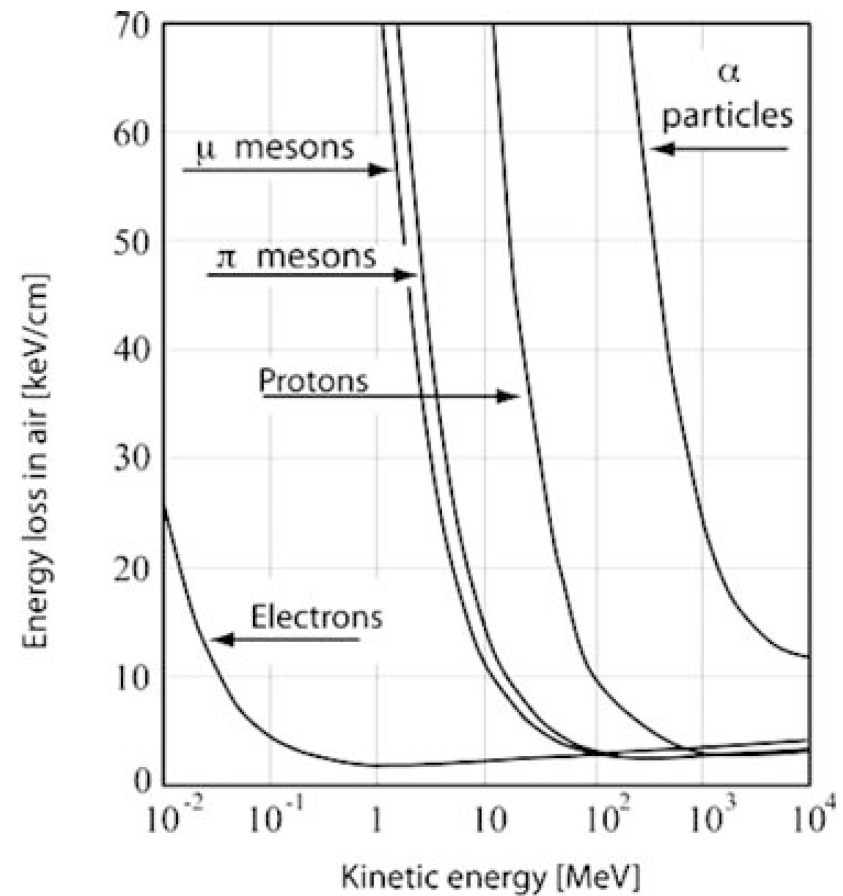 70
60
50
40
30
20
10
0
Energy loss in air [keV/cm]
α
particles
μ mesons
π mesons
Protons
Electrons
10⁻² 10⁻¹ 1 10 10² 10³ 10⁴
Kinetic energy [MeV]